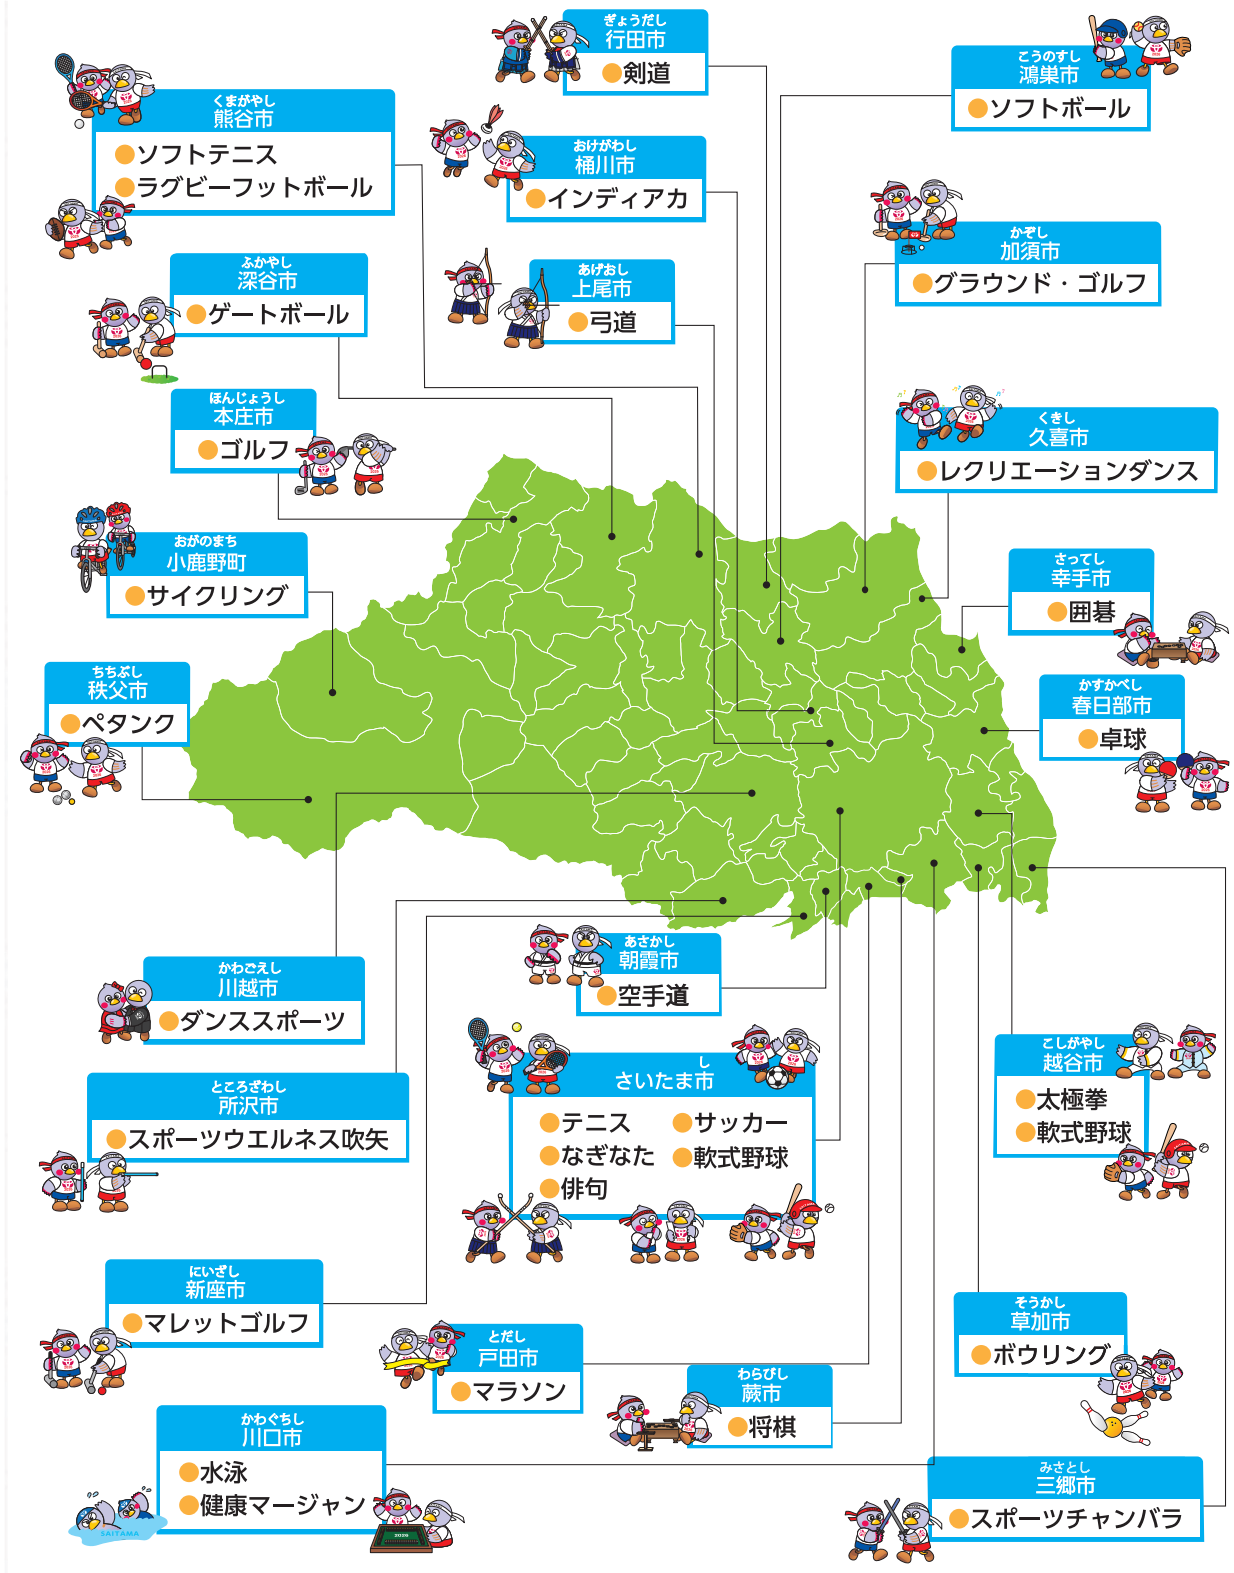 ぎょうだし
行田市
剣道
こうのすし
鴻巣市
ソフトボール
くまがやし
熊谷市
ソフトテニス
ラグビーフットボール
おけがわし
桶川市
インディアカ
かぞし
加須市
グラウンド・ゴルフ
ふかやし
深谷市
ゲートボール
あげおし
上尾市
弓道
ほんじょうし
本庄市
ゴルフ
くきし
久喜市
レクリエーションダンス
おがのまち
小鹿野町
サイクリング
さってし
幸手市
囲碁
ちちぶし
秩父市
ペタンク
かすかべし
春日部市
卓球
かわごえし
川越市
ダンススポーツ
あさかし
朝霞市
空手道
ところざわし
所沢市
スポーツウエルネス吹矢
し
さいたま市
テニス
サッカー
なぎなた
軟式野球
俳句
こしがやし
越谷市
太極拳
軟式野球
にいざし
新座市
マレットゴルフ
とだし
戸田市
マラソン
わらびし
蕨市
将棋
そうかし
草加市
ボウリング
かわぐちし
川口市
水泳
健康マージャン
SAITAMA
2026
みさとし
三郷市
スポーツチャンバラ